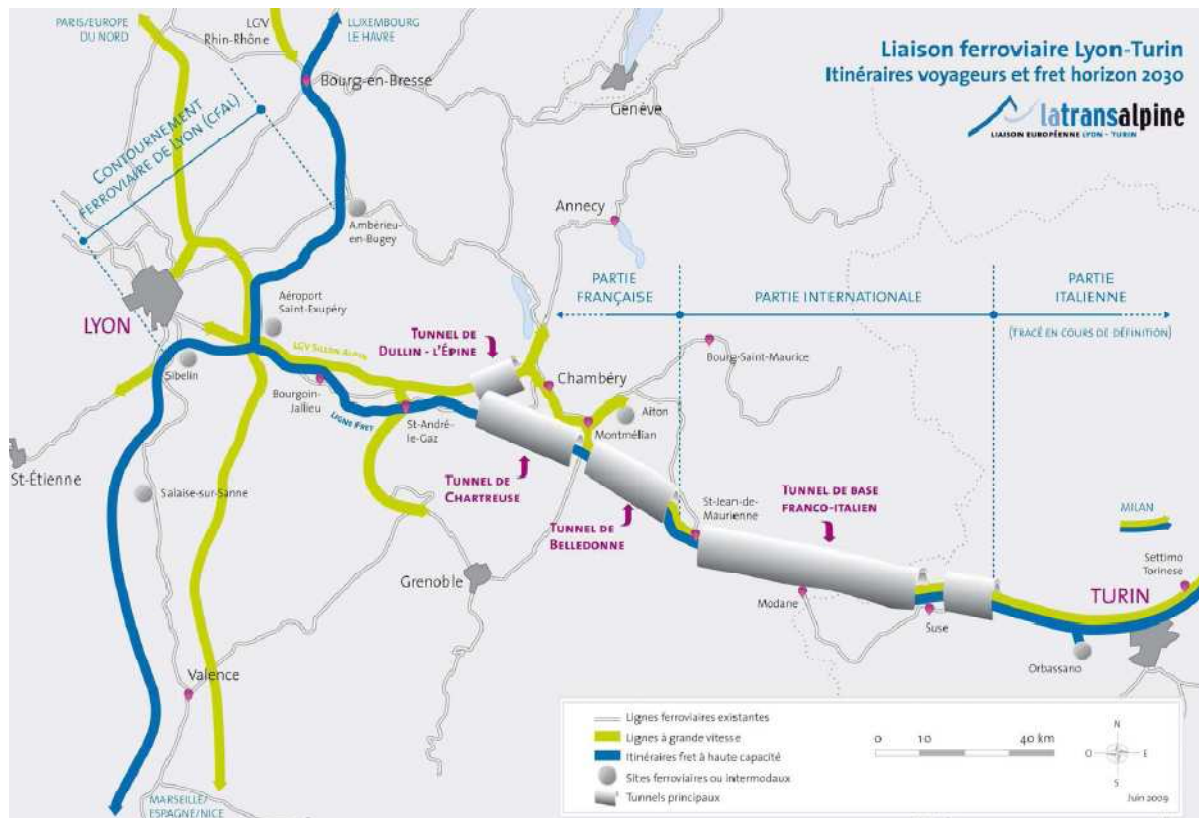 PARIS/EUROPE
DU NORD
LGV
Rhin-Rhône
LUXEMBOURG
LE HAVRE
Bourg-en-Bresse
Genève
Liaison ferroviaire Lyon-Turin
Itinéraires voyageurs et fret horizon 2030
latransalpine
LIAISON EUROPÉENNE LYON - TURIN
CONTOURNEMENT
FERROVIAIRE DE LYON (CFAL)
Ambérieu-
en-Bugey
Annecy
PARTIE
FRANÇAISE
PARTIE INTERNATIONALE
PARTIE
ITALIENNE
(TRACÉ EN COURS DE DÉFINITION)
Aéroport
Saint-Exupéry
LYON
TUNNEL DE
DULLIN - L'ÉPINE
LGV SILLON ALPIN
Bourg-Saint-Maurice
Sibelin
Bourgoin-
Jallieu
Chambéry
LIGNE FRET
St-André-
le-Gaz
Aiton
Montmélian
St-Étienne
Salaise-sur-Sanne
TUNNEL DE
CHARTREUSE
TUNNEL DE
BELLEDONNE
St-Jean-de-
Maurienne
TUNNEL DE BASE
FRANCO-ITALIEN
MILAN
Settimo
Torinese
Grenoble
Modane
Suse
TURIN
Orbassano
Valence
MARSEILLE/
ESPAGNE/NICE
Lignes ferroviaires existantes
Lignes à grande vitesse
Itinéraires fret à haute capacité
Sites ferroviaires ou intermodaux
Tunnels principaux
0 10 40 km
N
O E
S
Juin 2009